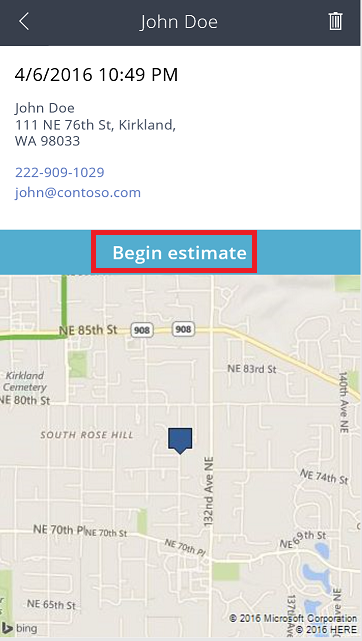 John Doe
4/6/2016 10:49 PM
John Doe
111 NE 76th St, Kirkland,
WA 98033
222-909-1029
john@contoso.com
Begin estimate
NE 85th St
908
908
NE 83rd St
Kirkland
Cemetery
NE 80th St
140th Ave NE
SOUTH ROSE HILL
132nd Ave NE
NE 74th St
NE 70th Pl
NE 70th St
NE 70th Pl
NE 69th St
NE 65th St
© 2016 Microsoft Corporation
© 2016 HERE
bing